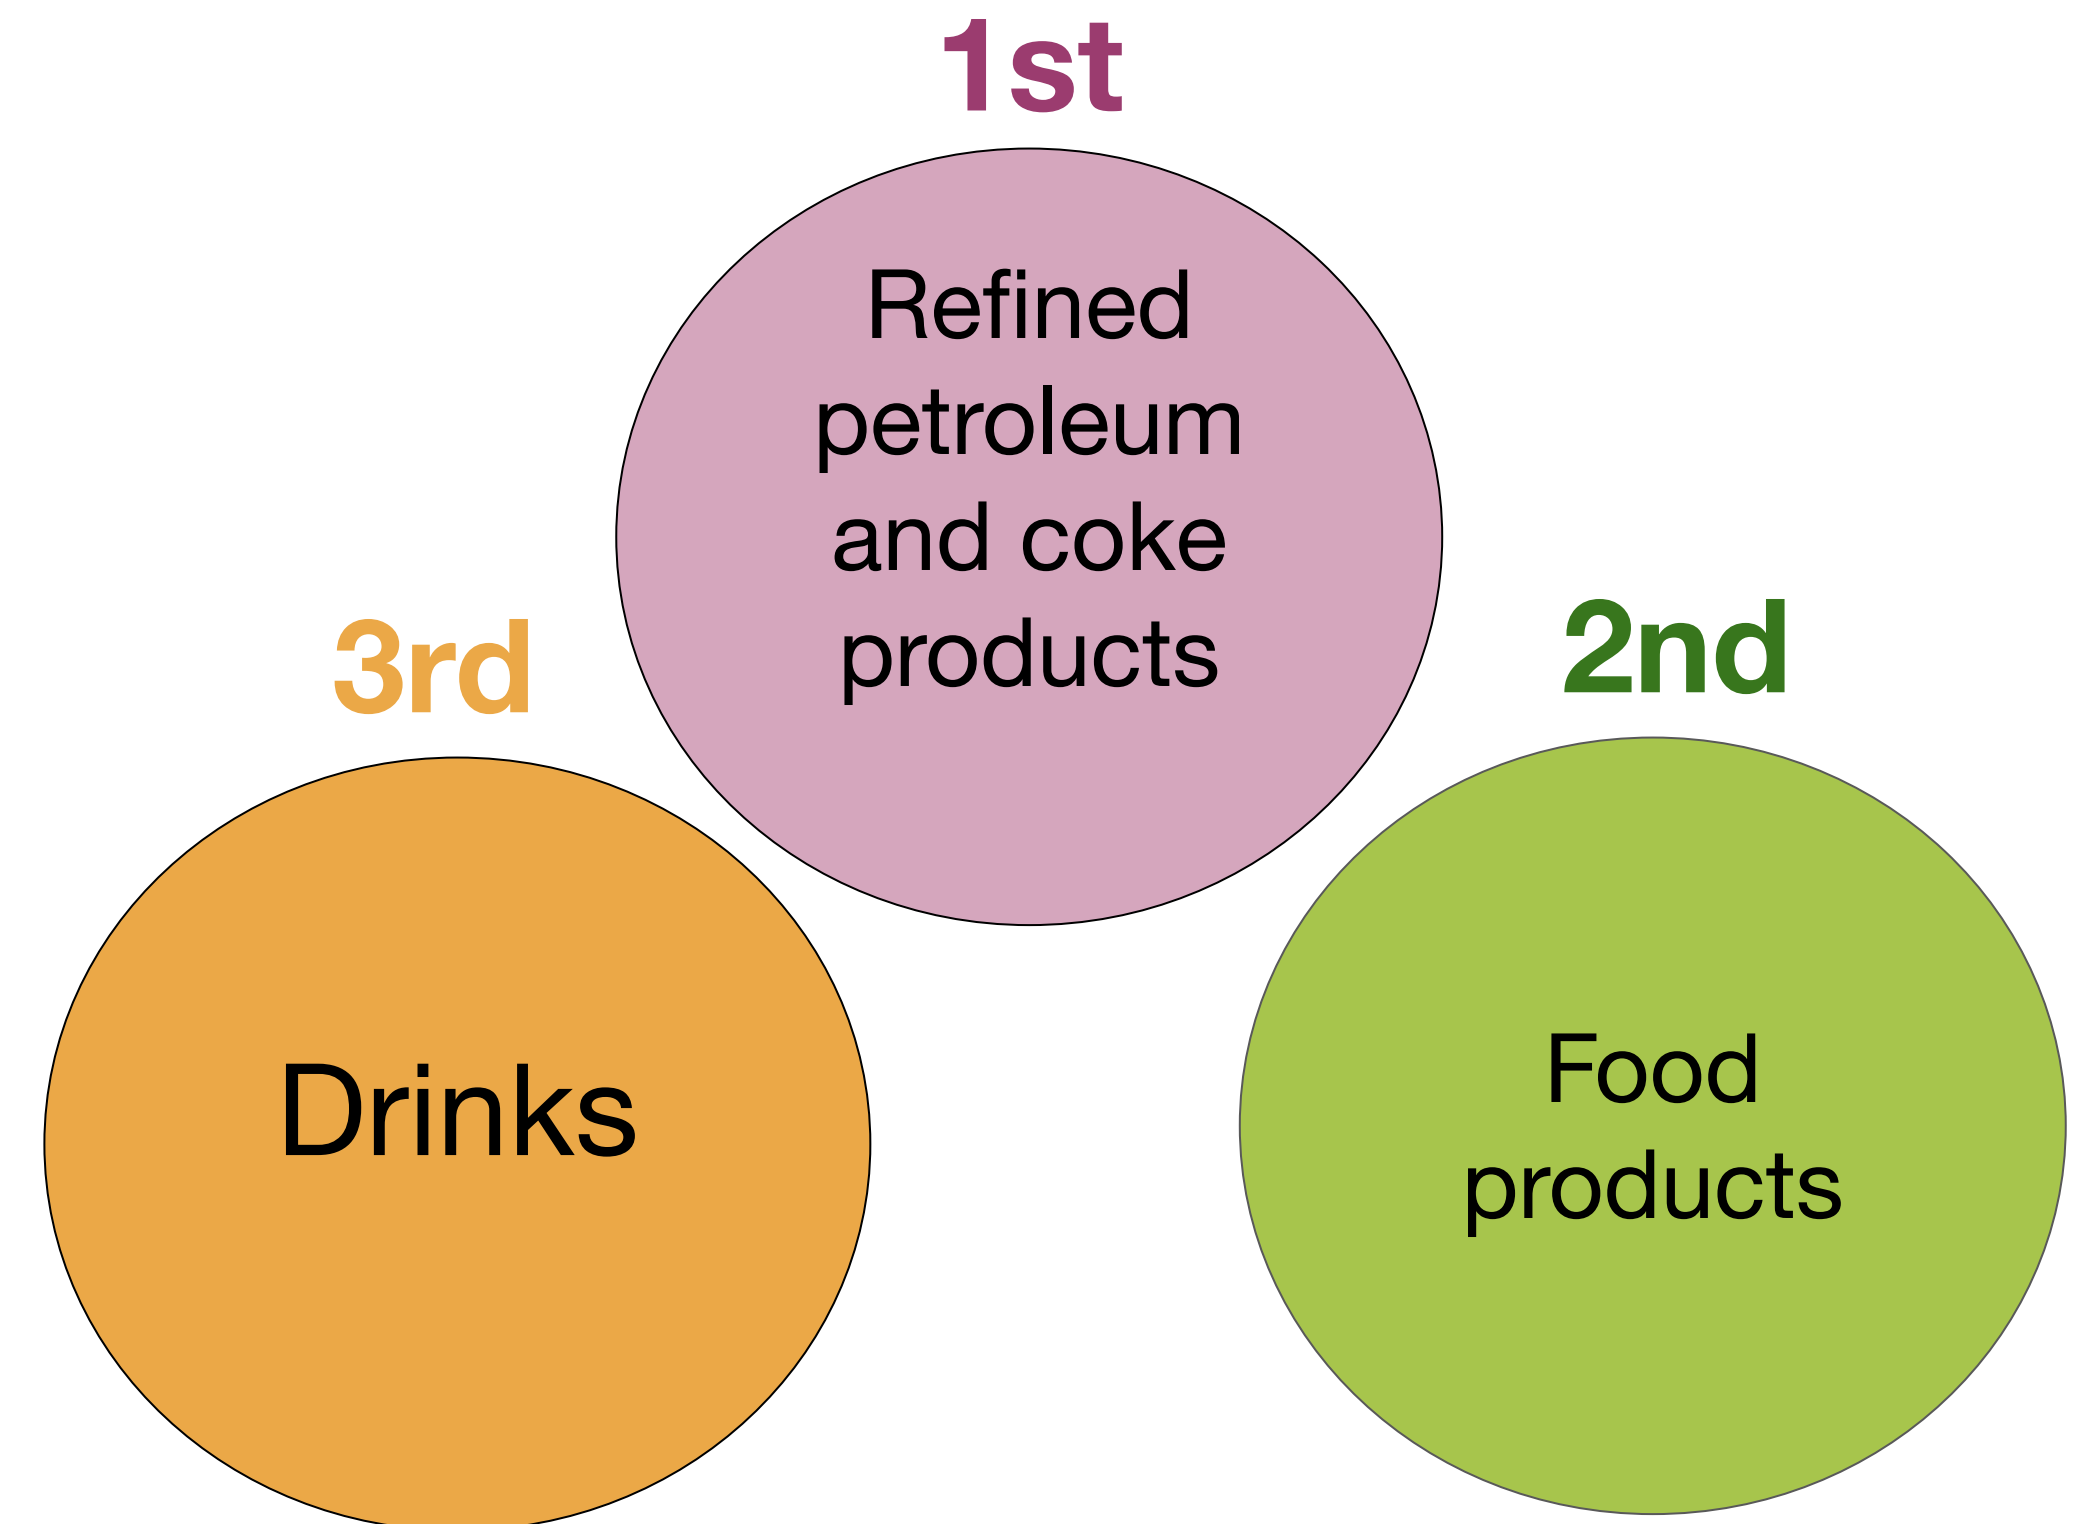 1st
Refined
petroleum
and coke
products
3rd
Drinks
2nd
Food
products